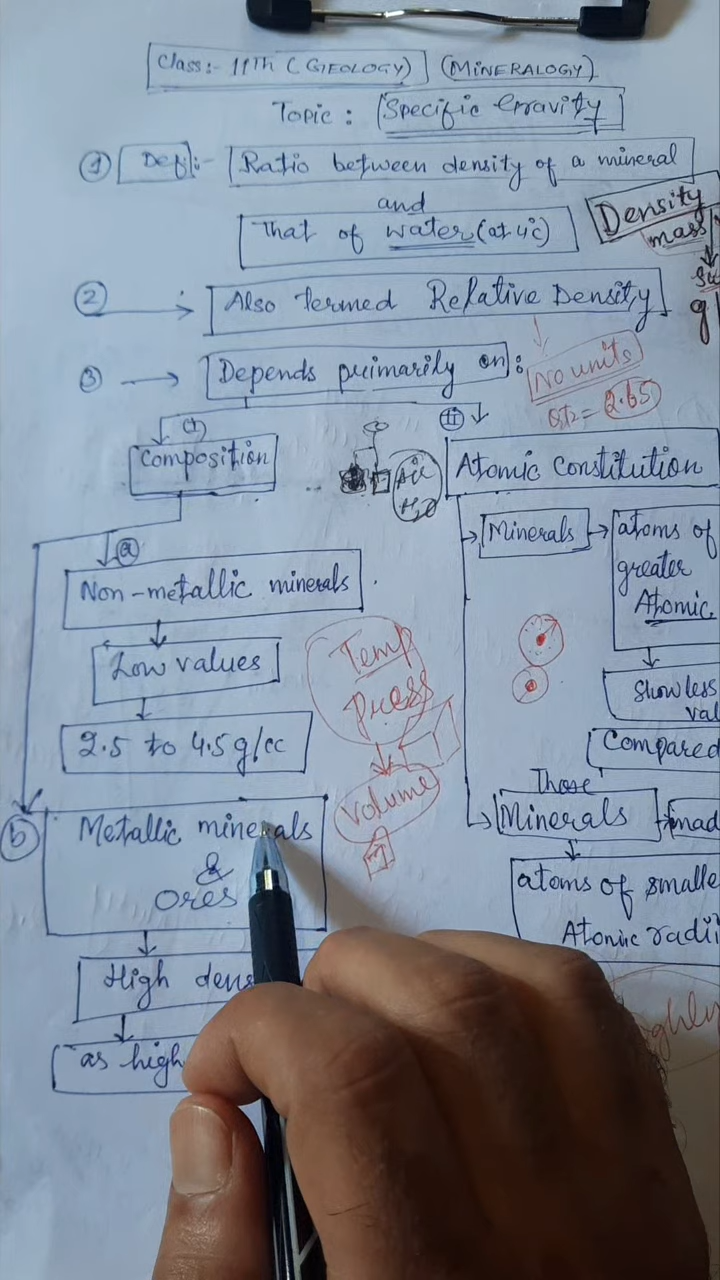 Class:- 11TH (GEOLOGY) (MINERALOGY)
Topic : Specific Gravity
① Def:- Ratio between density of a mineral
and
That of water (at 4°c)
Density
mass
g
② → Also termed Relative Density
③ → Depends primarily on :
No units
Qtz = 2.65
(i)
Composition
Air
H2O
(ii)
Atomic constitution
Minerals → atoms of
greater
Atomic
Show less
val
Compared
Those
Minerals
atoms of smalle
Atomic radii
ⓐ
Non-metallic minerals
Low values
2.5 to 4.5 g/cc
Temp
press
Volume
ⓑ Metallic minerals
&
ores
High dens
as high